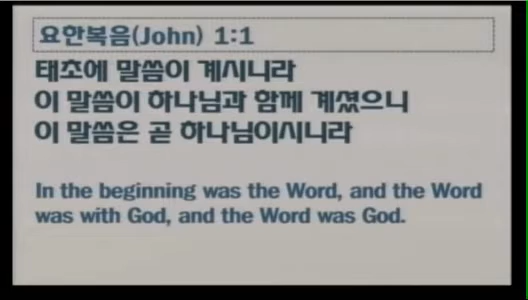 요한복음(John) 1:1
태초에 말씀이 계시니라
이 말씀이 하나님과 함께 계셨으니
이 말씀은 곧 하나님이시니라
In the beginning was the Word, and the Word
was with God, and the Word was God.